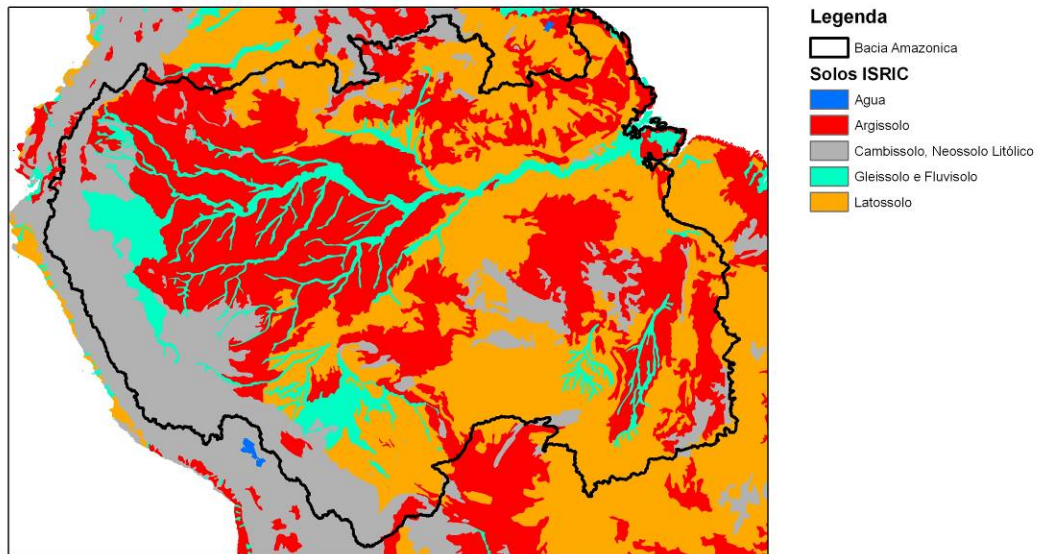 Legenda
Bacia Amazonica
Solos ISRIC
Agua
Argissolo
Cambissolo, Neossolo Litólico
Gleissolo e Fluvisolo
Latossolo